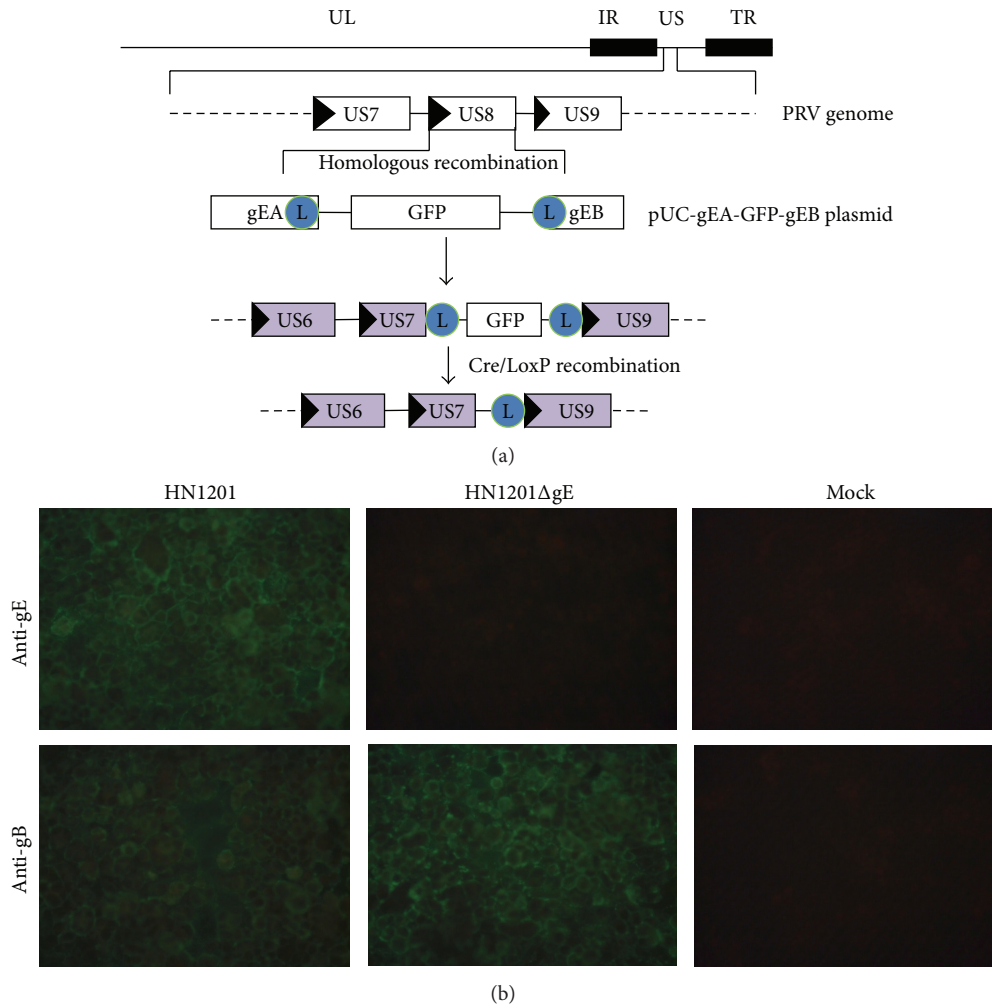 UL IR US TR
US7 US8 US9 PRV genome
Homologous recombination
gEA L GFP L gEB pUC-gEA-GFP-gEB plasmid
US6 US7 L GFP L US9
Cre/LoxP recombination
US6 US7 L US9
(a)
HN1201 HN1201ΔgE Mock
Anti-gE
Anti-gB
(b)